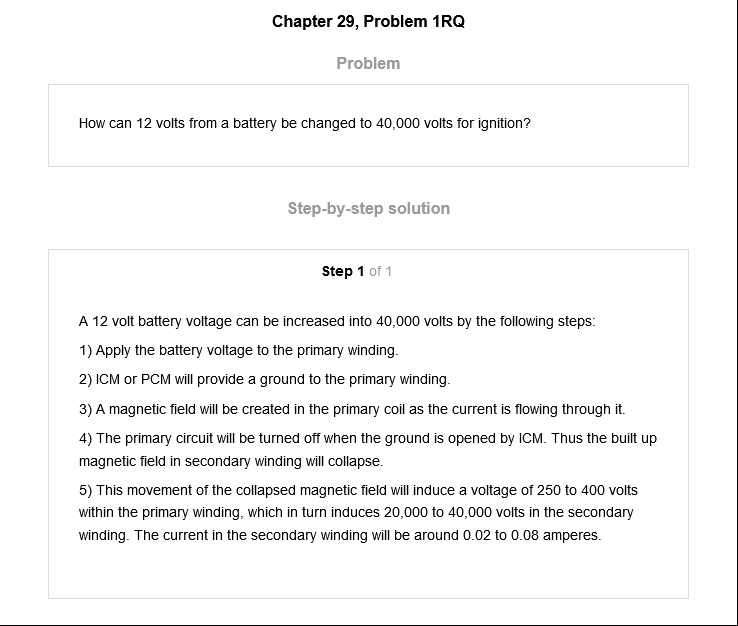 Chapter 29, Problem 1RQ
Problem
How can 12 volts from a battery be changed to 40,000 volts for ignition?
Step-by-step solution
Step 1 of 1
A 12 volt battery voltage can be increased into 40,000 volts by the following steps:
1) Apply the battery voltage to the primary winding.
2) ICM or PCM will provide a ground to the primary winding.
3) A magnetic field will be created in the primary coil as the current is flowing through it.
4) The primary circuit will be turned off when the ground is opened by ICM. Thus the built up
magnetic field in secondary winding will collapse.
5) This movement of the collapsed magnetic field will induce a voltage of 250 to 400 volts
within the primary winding, which in turn induces 20,000 to 40,000 volts in the secondary
winding. The current in the secondary winding will be around 0.02 to 0.08 amperes.